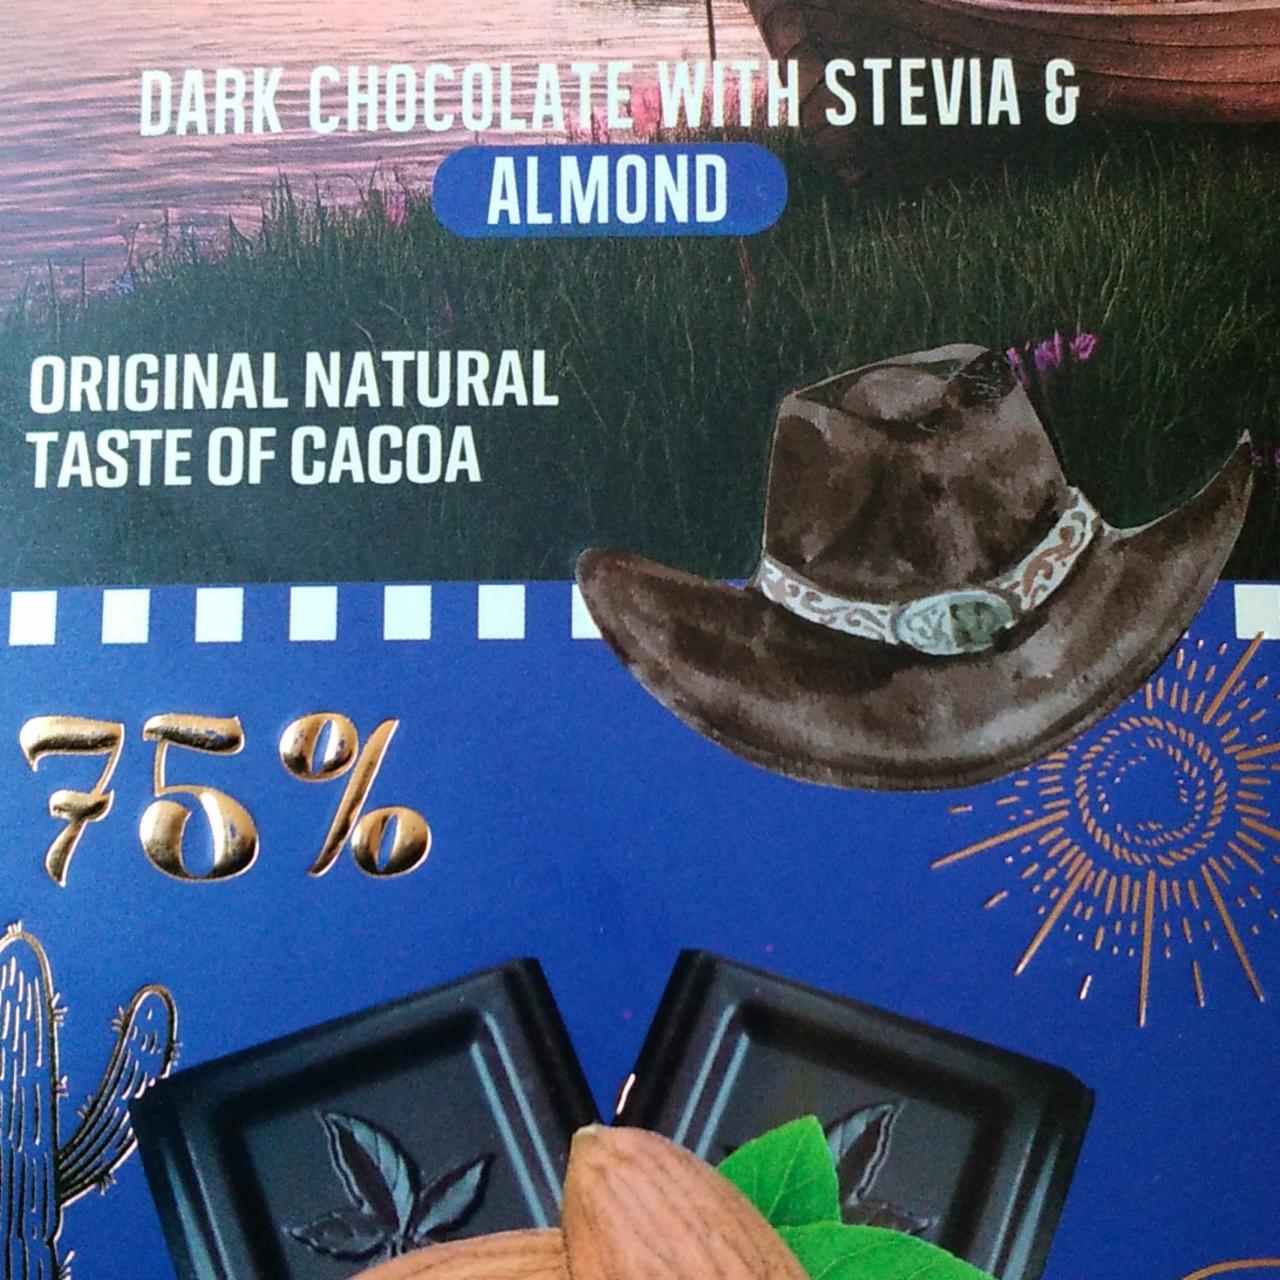 DARK CHOCOLATE WITH STEVIA &
ALMOND
ORIGINAL NATURAL
TASTE OF CACOA
75%